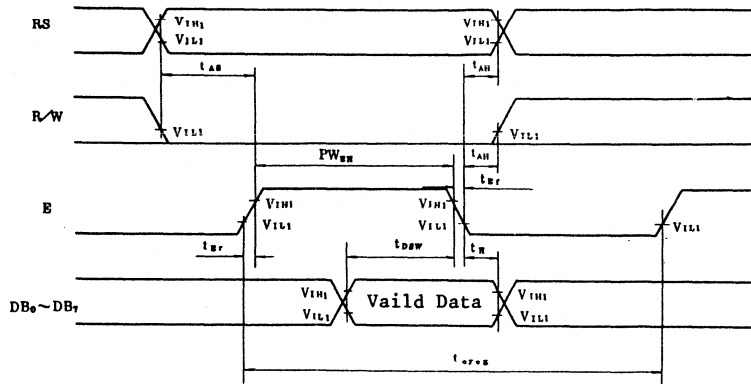 RS
VIH1
VIL1
tAS
VIH1
VIL1
tAH
R/W
VIL1
VIL1
tAH
PWEH
tEf
E
VIH1
VIL1
VIH1
VIL1
VIL1
tEr
tDSW
tH
DB0~DB7
VIH1
VIL1
Vaild Data
VIH1
VIL1